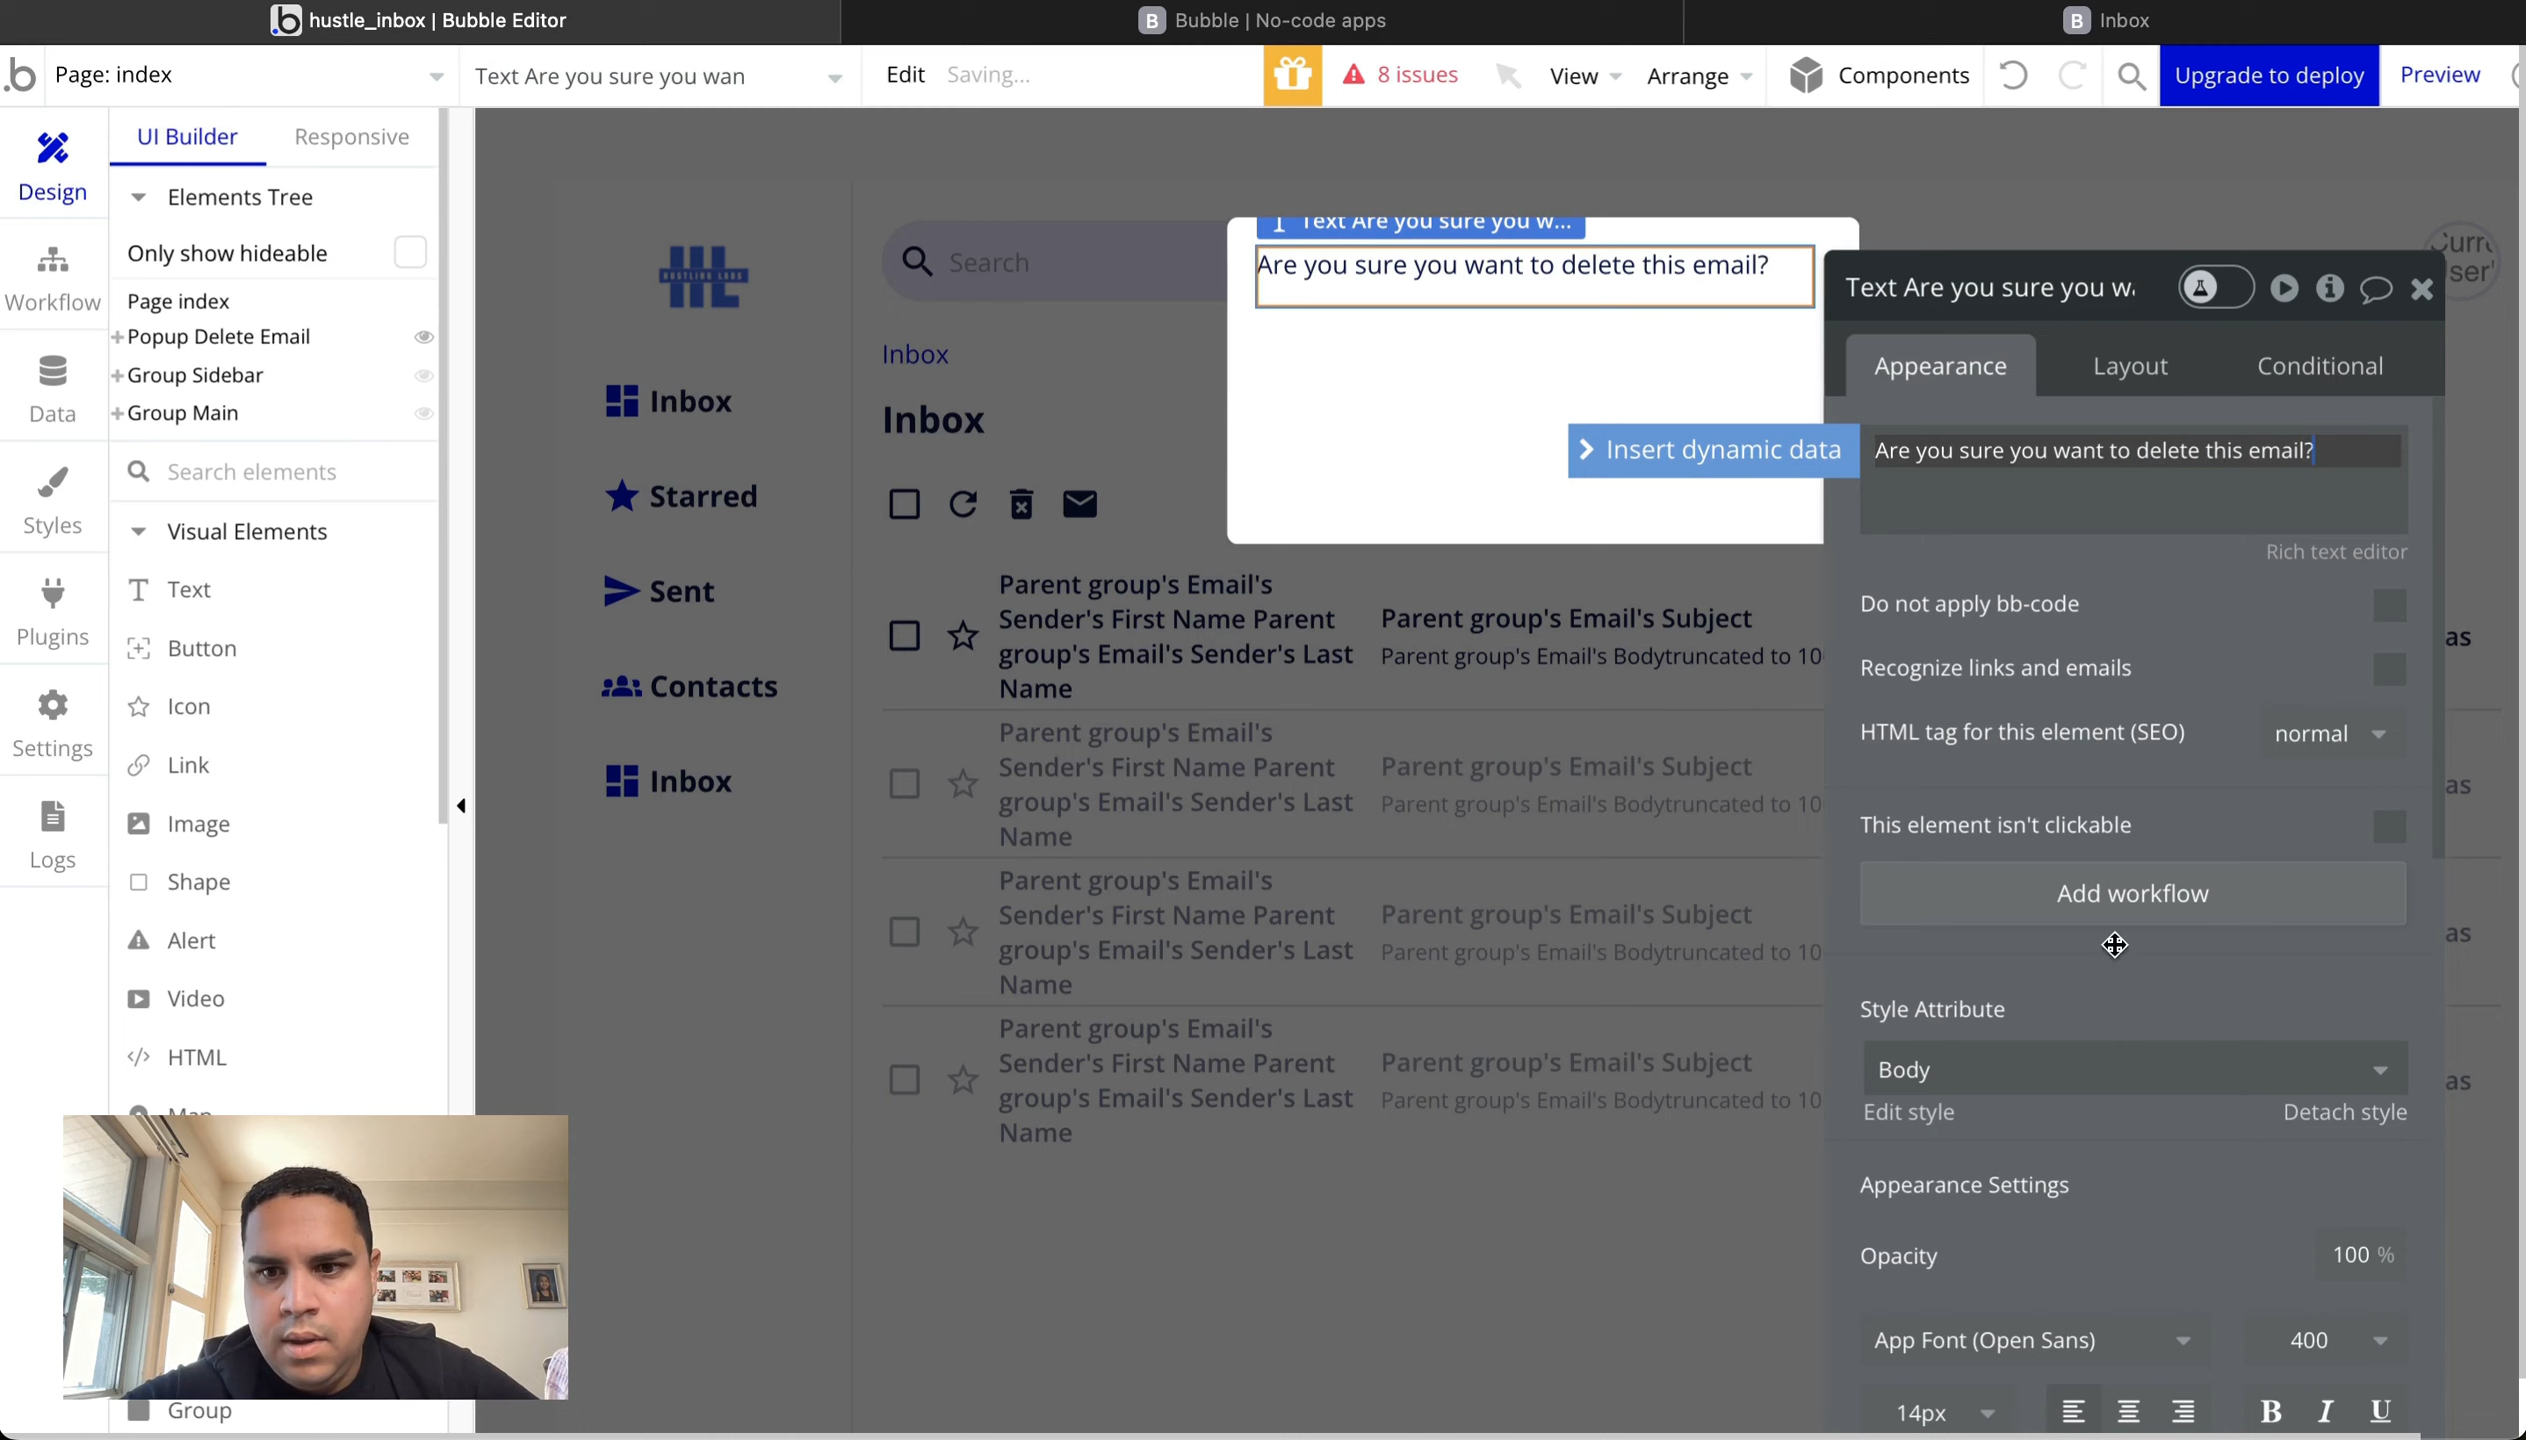 hustle_inbox | Bubble Editor
B Bubble | No-code apps
B Inbox
Page: index
Text Are you sure you wan
Edit
Saving...
8 issues
View
Arrange
Components
Upgrade to deploy
Preview
Design
Workflow
Data
Styles
Plugins
Settings
Logs
UI Builder
Responsive
Elements Tree
Only show hideable
Page index
Popup Delete Email
Group Sidebar
Group Main
Search elements
Visual Elements
Text
Button
Icon
Link
Image
Shape
Alert
Video
HTML
Map
Group
HUSTLING LABS
Inbox
Starred
Sent
Contacts
Inbox
Search
Inbox
Inbox
Text Are you sure you w...
Are you sure you want to delete this email?
Parent group's Email's
Sender's First Name Parent
group's Email's Sender's Last
Name
Parent group's Email's Subject
Parent group's Email's Bodytruncated to 10
as
Parent group's Email's
Sender's First Name Parent
group's Email's Sender's Last
Name
Parent group's Email's Subject
Parent group's Email's Bodytruncated to 10
as
Parent group's Email's
Sender's First Name Parent
group's Email's Sender's Last
Name
Parent group's Email's Subject
Parent group's Email's Bodytruncated to 10
as
Parent group's Email's
Sender's First Name Parent
group's Email's Sender's Last
Name
Parent group's Email's Subject
Parent group's Email's Bodytruncated to 10
as
Text Are you sure you wa
Appearance
Layout
Conditional
Insert dynamic data
Are you sure you want to delete this email?
Rich text editor
Do not apply bb-code
Recognize links and emails
HTML tag for this element (SEO)
normal
This element isn't clickable
Add workflow
Style Attribute
Body
Edit style
Detach style
Appearance Settings
Opacity
100 %
App Font (Open Sans)
400
14px
B I U